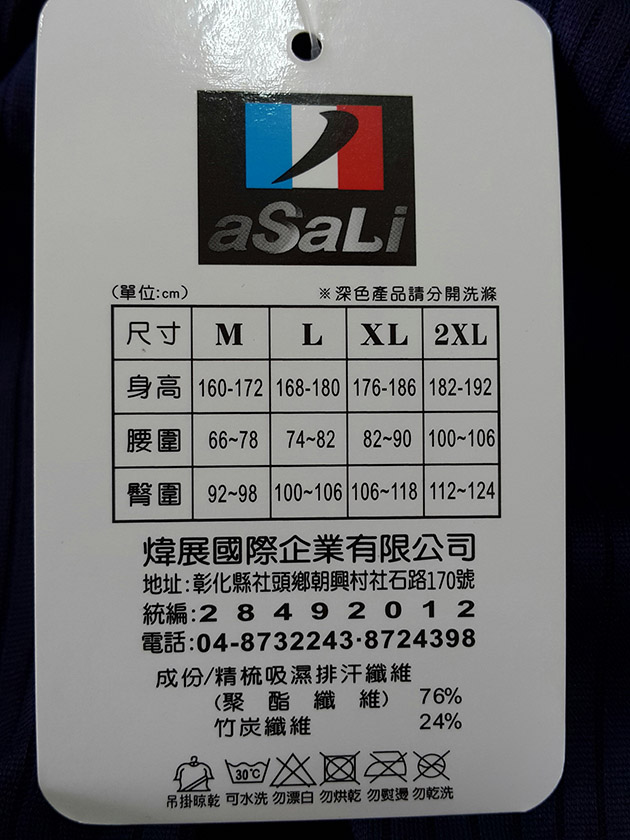 aSaLi
(單位:cm) ※深色產品請分開洗滌
尺寸 M L XL 2XL
身高 160-172 168-180 176-186 182-192
腰圍 66~78 74~82 82~90 100~106
臀圍 92~98 100~106 106~118 112~124
煒展國際企業有限公司
地址:彰化縣社頭鄉朝興村社石路170號
統編:28492012
電話:04-8732243·8724398
成份/精梳吸濕排汗纖維
(聚酯纖維) 76%
竹炭纖維 24%
30℃
吊掛晾乾 可水洗 勿漂白 勿烘乾 勿熨燙 勿乾洗